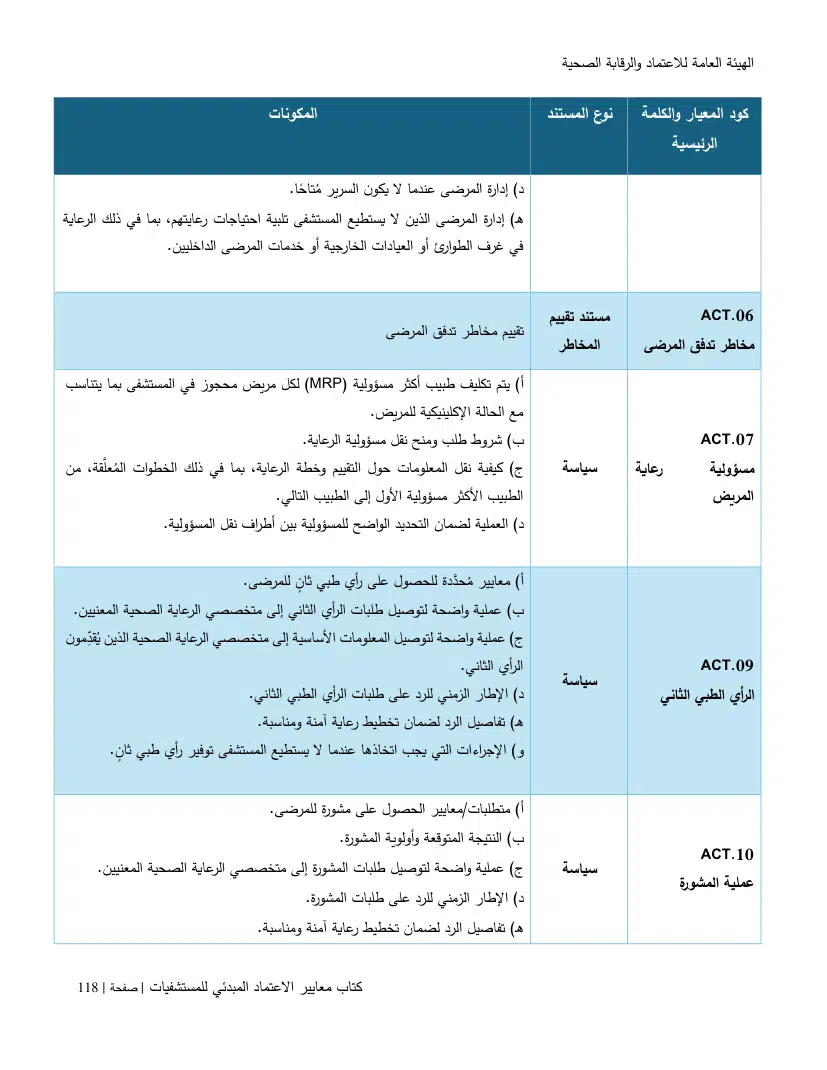 الهيئة العامة للاعتماد والرقابة الصحية
كود المعيار والكلمة
الرئيسية
نوع المستند
المكونات
د) إدارة المرضى عندما لا يكون السرير مُتاحًا.
ه) إدارة المرضى الذين لا يستطيع المستشفى تلبية احتياجات رعايتهم، بما في ذلك الرعاية
في غرف الطوارئ أو العيادات الخارجية أو خدمات المرضى الداخليين.
ACT.06
مخاطر تدفق المرضى
مستند تقييم
المخاطر
تقييم مخاطر تدفق المرضى
ACT.07
مسؤولية رعاية
المريض
سياسة
أ) يتم تكليف طبيب أكثر مسؤولية (MRP) لكل مريض محجوز في المستشفى بما يتناسب
مع الحالة الإكلينيكية للمريض.
ب) شروط طلب ومنح نقل مسؤولية الرعاية.
ج) كيفية نقل المعلومات حول التقييم وخطة الرعاية، بما في ذلك الخطوات المُعلَّقة، من
الطبيب الأكثر مسؤولية الأول إلى الطبيب التالي.
د) العملية لضمان التحديد الواضح للمسؤولية بين أطراف نقل المسؤولية.
ACT.09
الرأي الطبي الثاني
سياسة
أ) معايير مُحدَّدة للحصول على رأي طبي ثانٍ للمرضى.
ب) عملية واضحة لتوصيل طلبات الرأي الثاني إلى متخصصي الرعاية الصحية المعنيين.
ج) عملية واضحة لتوصيل المعلومات الأساسية إلى متخصصي الرعاية الصحية الذين يُقدِّمون
الرأي الثاني.
د) الإطار الزمني للرد على طلبات الرأي الطبي الثاني.
ه) تفاصيل الرد لضمان تخطيط رعاية آمنة ومناسبة.
و) الإجراءات التي يجب اتخاذها عندما لا يستطيع المستشفى توفير رأي طبي ثانٍ.
ACT.10
عملية المشورة
سياسة
أ) متطلبات/معايير الحصول على مشورة للمرضى.
ب) النتيجة المتوقعة وأولوية المشورة.
ج) عملية واضحة لتوصيل طلبات المشورة إلى متخصصي الرعاية الصحية المعنيين.
د) الإطار الزمني للرد على طلبات المشورة.
ه) تفاصيل الرد لضمان تخطيط رعاية آمنة ومناسبة.
كتاب معايير الاعتماد المبدئي للمستشفيات | صفحة | 118